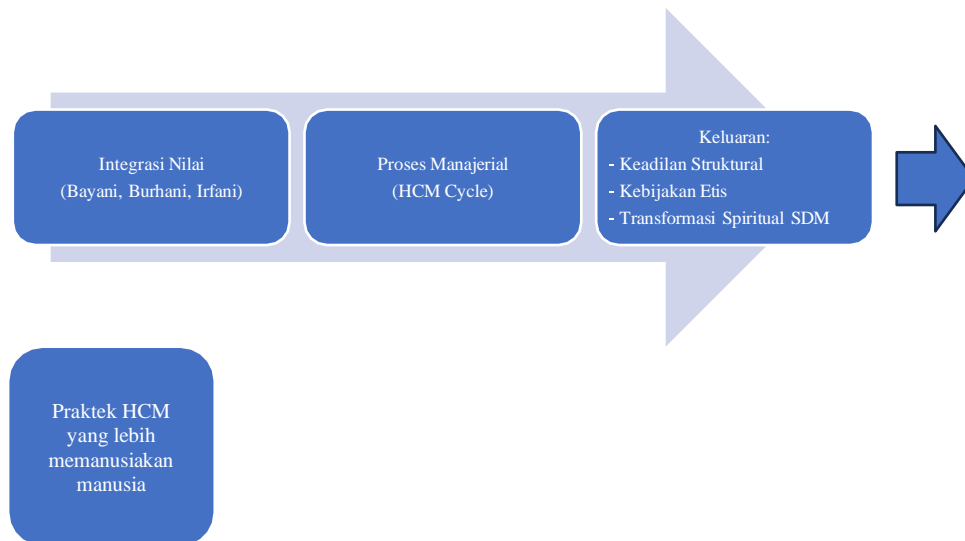 Integrasi Nilai
(Bayani, Burhani, Irfani)
Proses Manajerial
(HCM Cycle)
Keluaran:
- Keadilan Struktural
- Kebijakan Etis
- Transformasi Spiritual SDM
Praktek HCM
yang lebih
memanusiakan
manusia